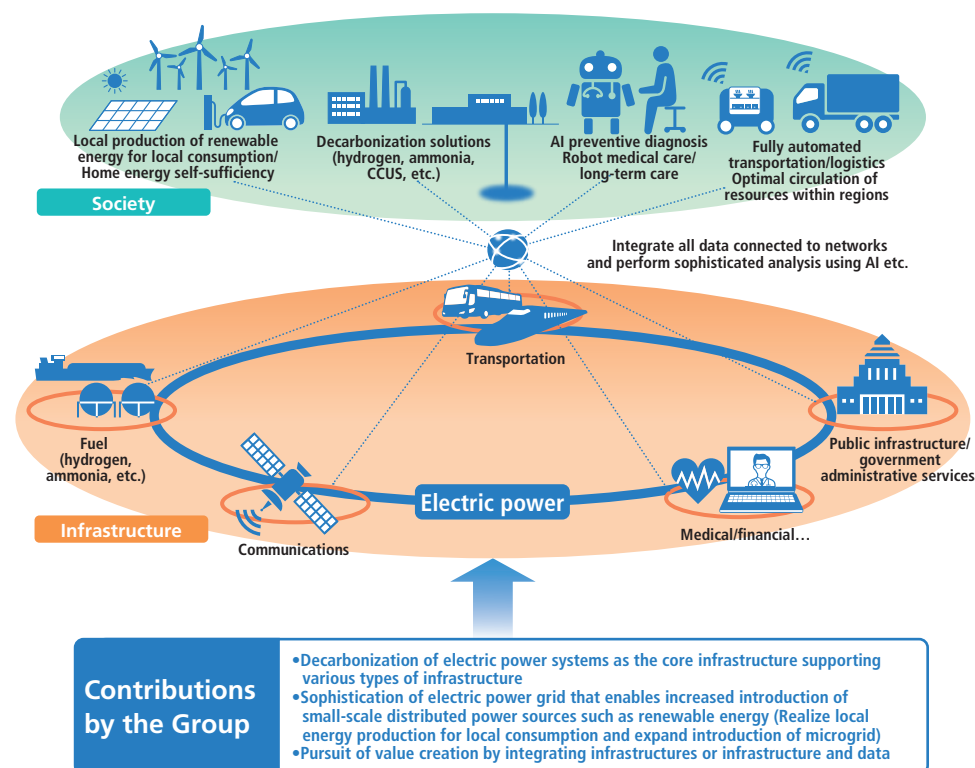 Local production of renewable
energy for local consumption/
Home energy self-sufficiency
Decarbonization solutions
(hydrogen, ammonia,
CCUS, etc.)
AI preventive diagnosis
Robot medical care/
long-term care
Fully automated
transportation/logistics
Optimal circulation of
resources within regions
Society
Integrate all data connected to networks
and perform sophisticated analysis using AI etc.
Transportation
Fuel
(hydrogen,
ammonia, etc.)
Public infrastructure/
government
administrative services
Electric power
Infrastructure
Communications
Medical/financial…
Contributions
by the Group
•Decarbonization of electric power systems as the core infrastructure supporting
various types of infrastructure
•Sophistication of electric power grid that enables increased introduction of
small-scale distributed power sources such as renewable energy (Realize local
energy production for local consumption and expand introduction of microgrid)
•Pursuit of value creation by integrating infrastructures or infrastructure and data